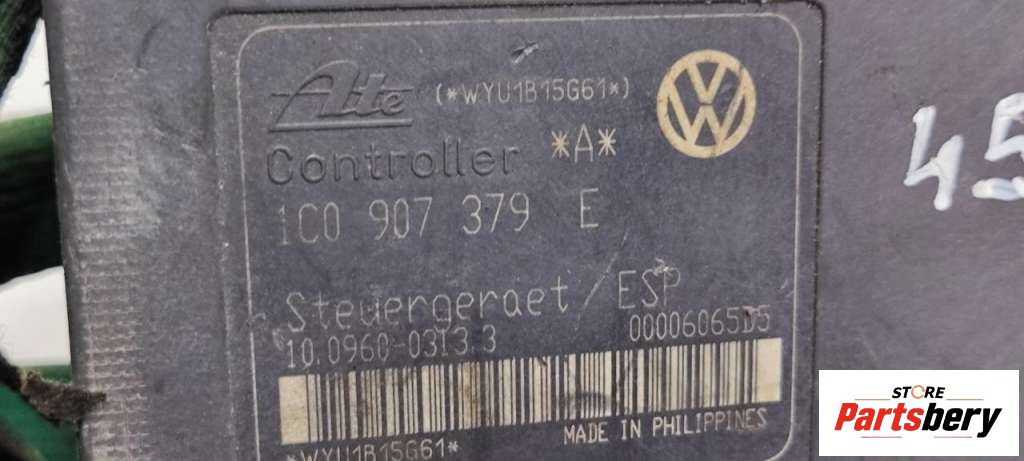 Ate (*WYU1B15G61*)
Controller *A*
1C0 907 379 E
Steuergeraet/ESP
10.0960-0313.3 00006065D5
MADE IN PHILIPPINES
*WYU1B15G61*
45
STORE
Partsbery